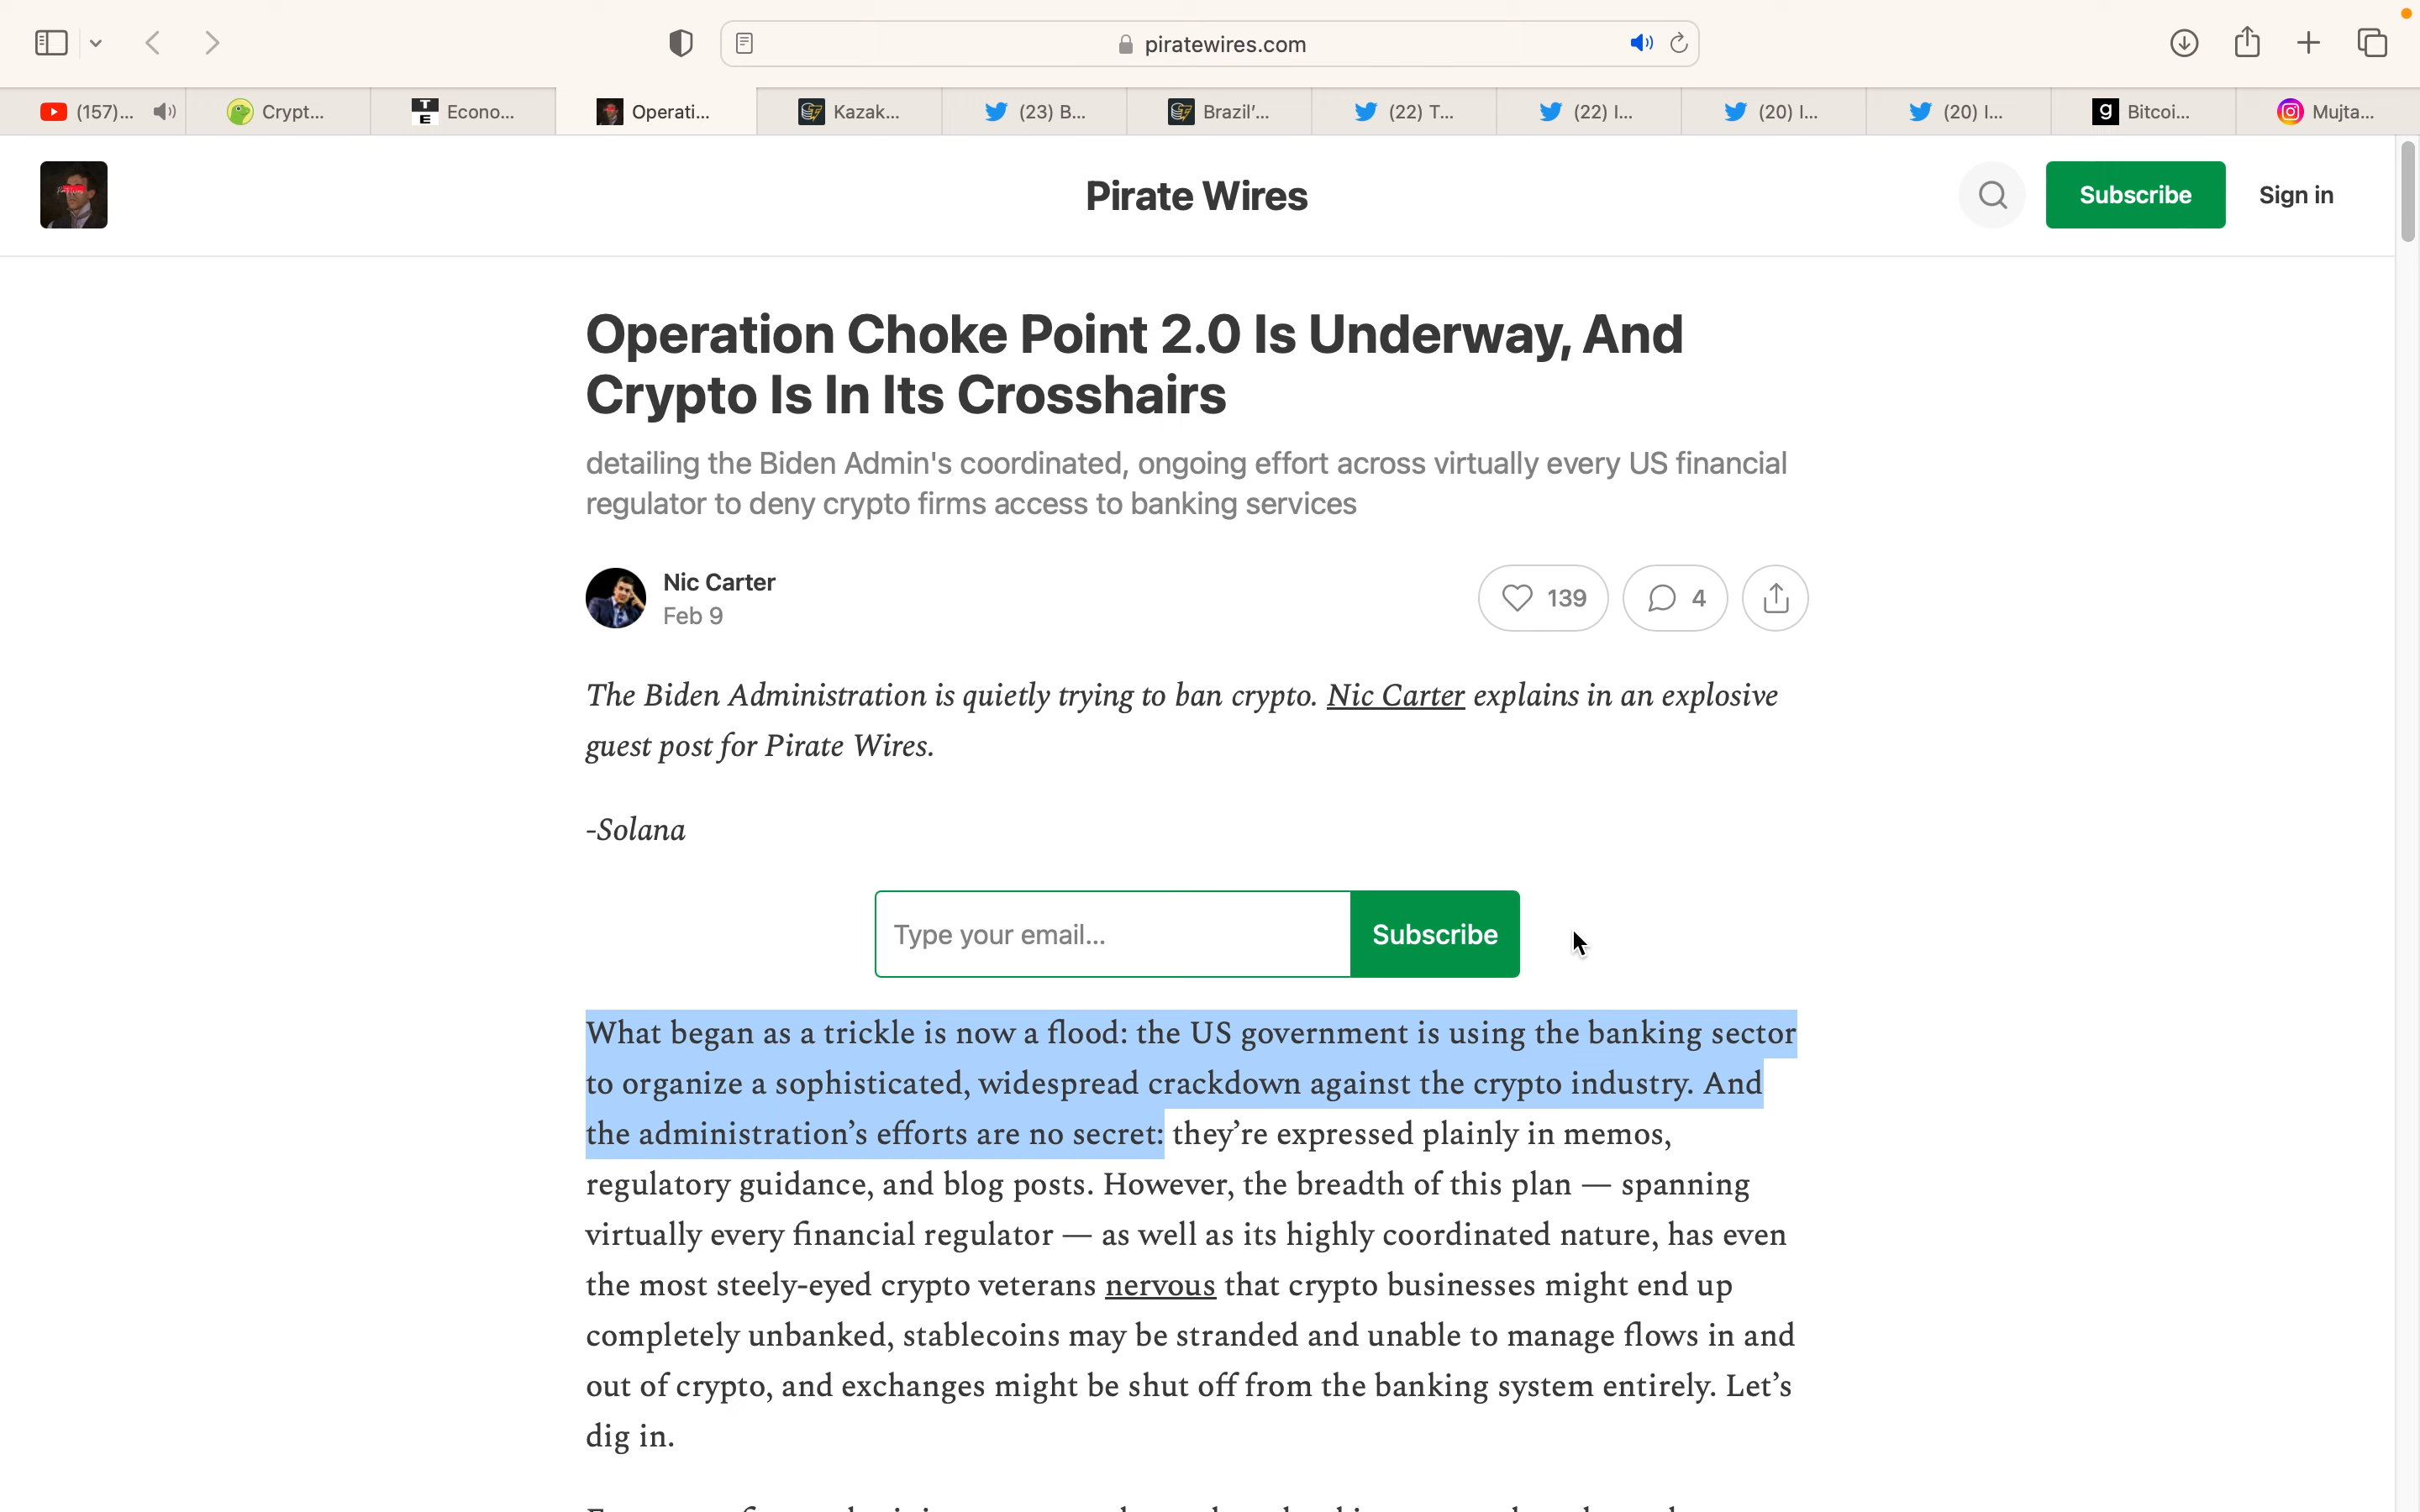 piratewires.com
(157)...
Crypt...
Econo...
Operati...
Kazak...
(23) B...
Brazil’...
(22) T...
(22) I...
(20) I...
(20) I...
Bitcoi...
Mujta...
Pirate Wires
Subscribe
Sign in
Operation Choke Point 2.0 Is Underway, And
Crypto Is In Its Crosshairs
detailing the Biden Admin's coordinated, ongoing effort across virtually every US financial
regulator to deny crypto firms access to banking services
Nic Carter
Feb 9
139
4
The Biden Administration is quietly trying to ban crypto. Nic Carter explains in an explosive
guest post for Pirate Wires.
-Solana
Type your email...
Subscribe
What began as a trickle is now a flood: the US government is using the banking sector
to organize a sophisticated, widespread crackdown against the crypto industry. And
the administration’s efforts are no secret: they’re expressed plainly in memos,
regulatory guidance, and blog posts. However, the breadth of this plan — spanning
virtually every financial regulator — as well as its highly coordinated nature, has even
the most steely-eyed crypto veterans nervous that crypto businesses might end up
completely unbanked, stablecoins may be stranded and unable to manage flows in and
out of crypto, and exchanges might be shut off from the banking system entirely. Let’s
dig in.